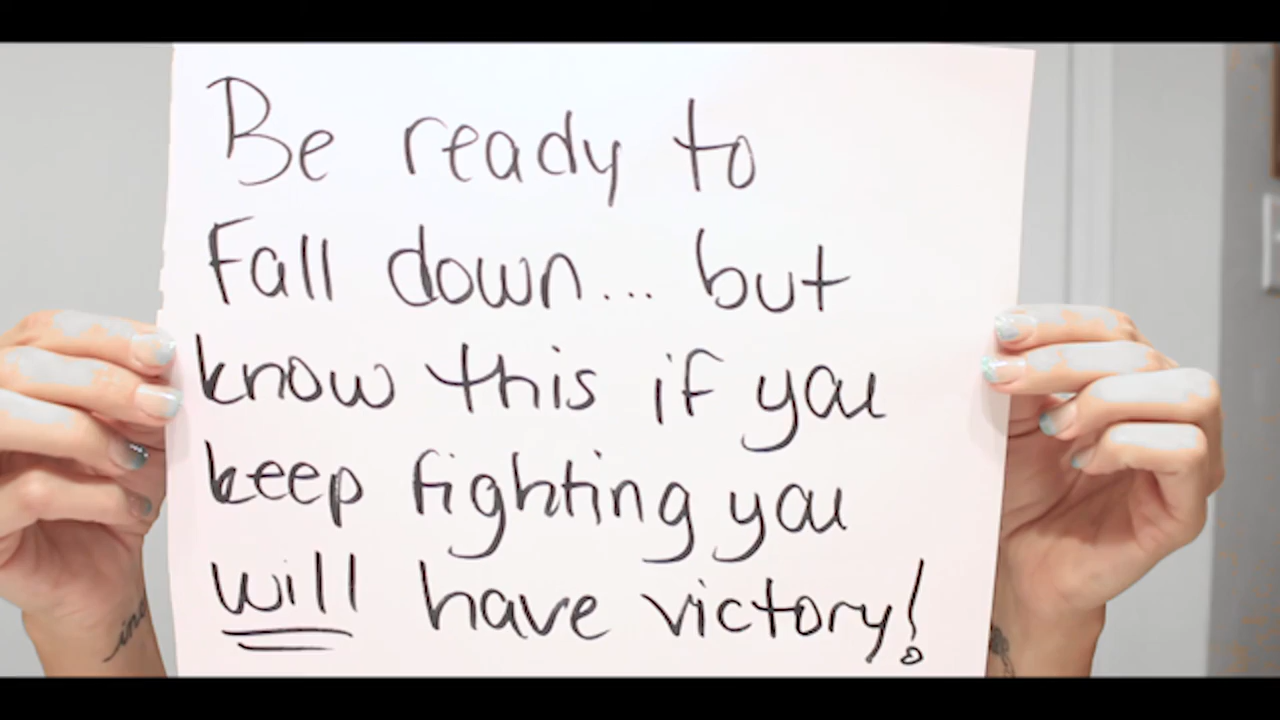 Be ready to
Fall down... but
know this if you
keep fighting you
will have victory!